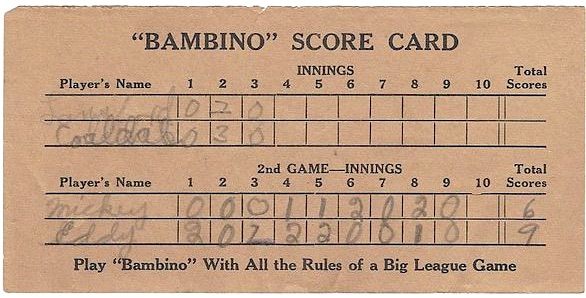 "BAMBINO" SCORE CARD
INNINGS
Player's Name 1 2 3 4 5 6 7 8 9 10 Total Scores
0 2 0
Coaldale 0 3 0
2nd GAME—INNINGS
Player's Name 1 2 3 4 5 6 7 8 9 10 Total Scores
Mickey 0 0 0 1 1 2 0 2 0 6
Eddy 2 0 2 2 2 0 0 1 0 9
Play "Bambino" With All the Rules of a Big League Game